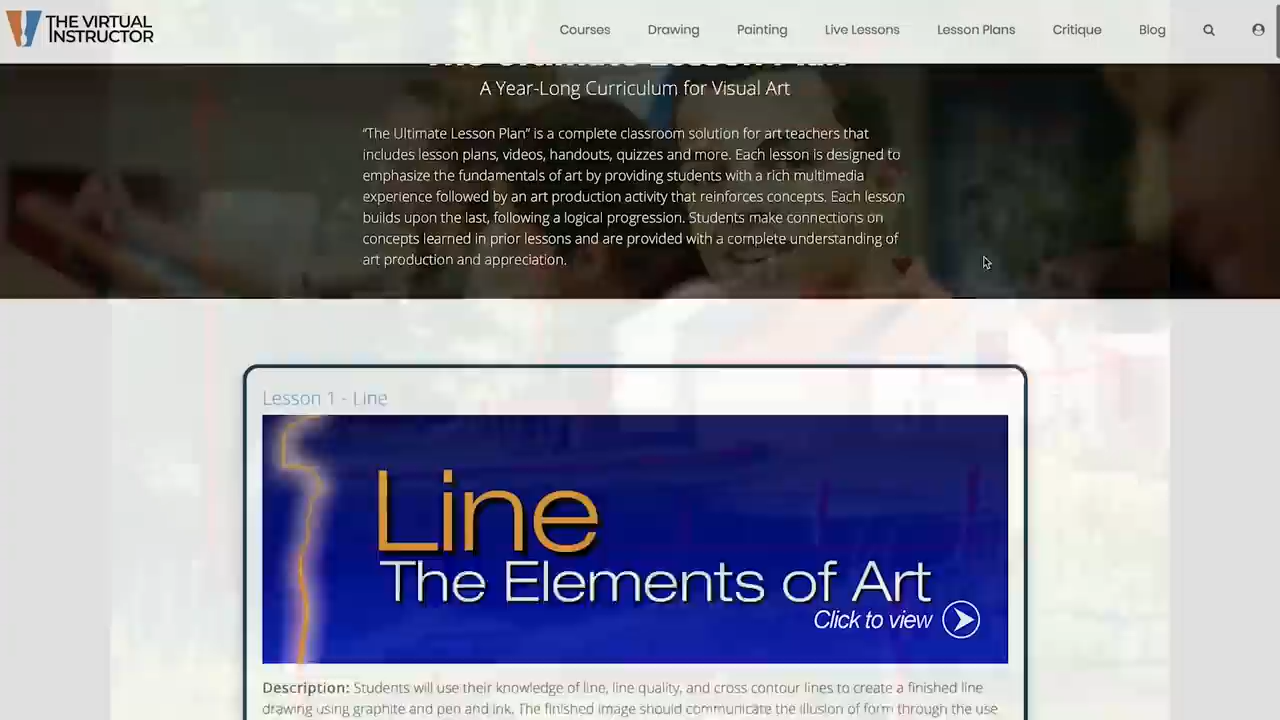 THE VIRTUAL
INSTRUCTOR
Courses Drawing Painting Live Lessons Lesson Plans Critique Blog
The Ultimate Lesson Plan
A Year-Long Curriculum for Visual Art
“The Ultimate Lesson Plan” is a complete classroom solution for art teachers that
includes lesson plans, videos, handouts, quizzes and more. Each lesson is designed to
emphasize the fundamentals of art by providing students with a rich multimedia
experience followed by an art production activity that reinforces concepts. Each lesson
builds upon the last, following a logical progression. Students make connections on
concepts learned in prior lessons and are provided with a complete understanding of
art production and appreciation.
Lesson 1 - Line
Line
The Elements of Art
Click to view
Description: Students will use their knowledge of line, line quality, and cross contour lines to create a finished line
drawing using graphite and pen and ink. The finished image should communicate the illusion of form through the use